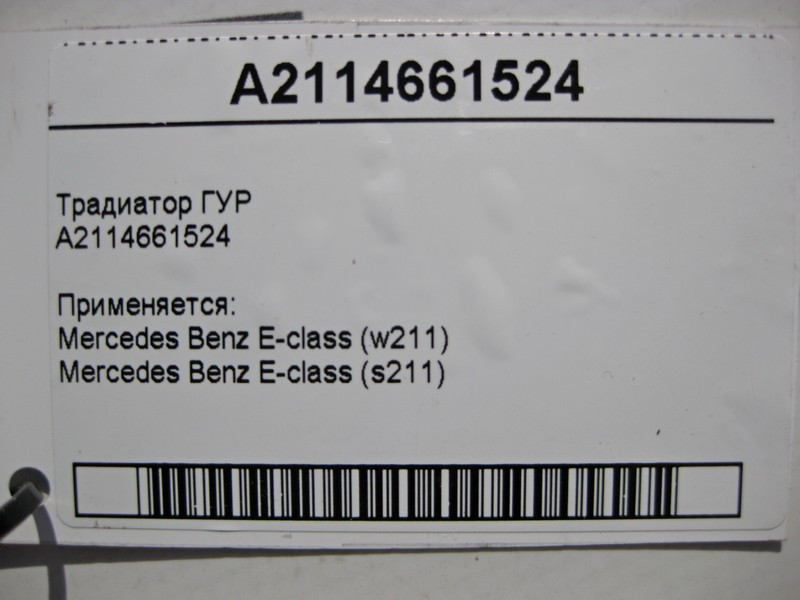 A2114661524
Традиатор ГУР
A2114661524
Применяется:
Mercedes Benz E-class (w211)
Mercedes Benz E-class (s211)